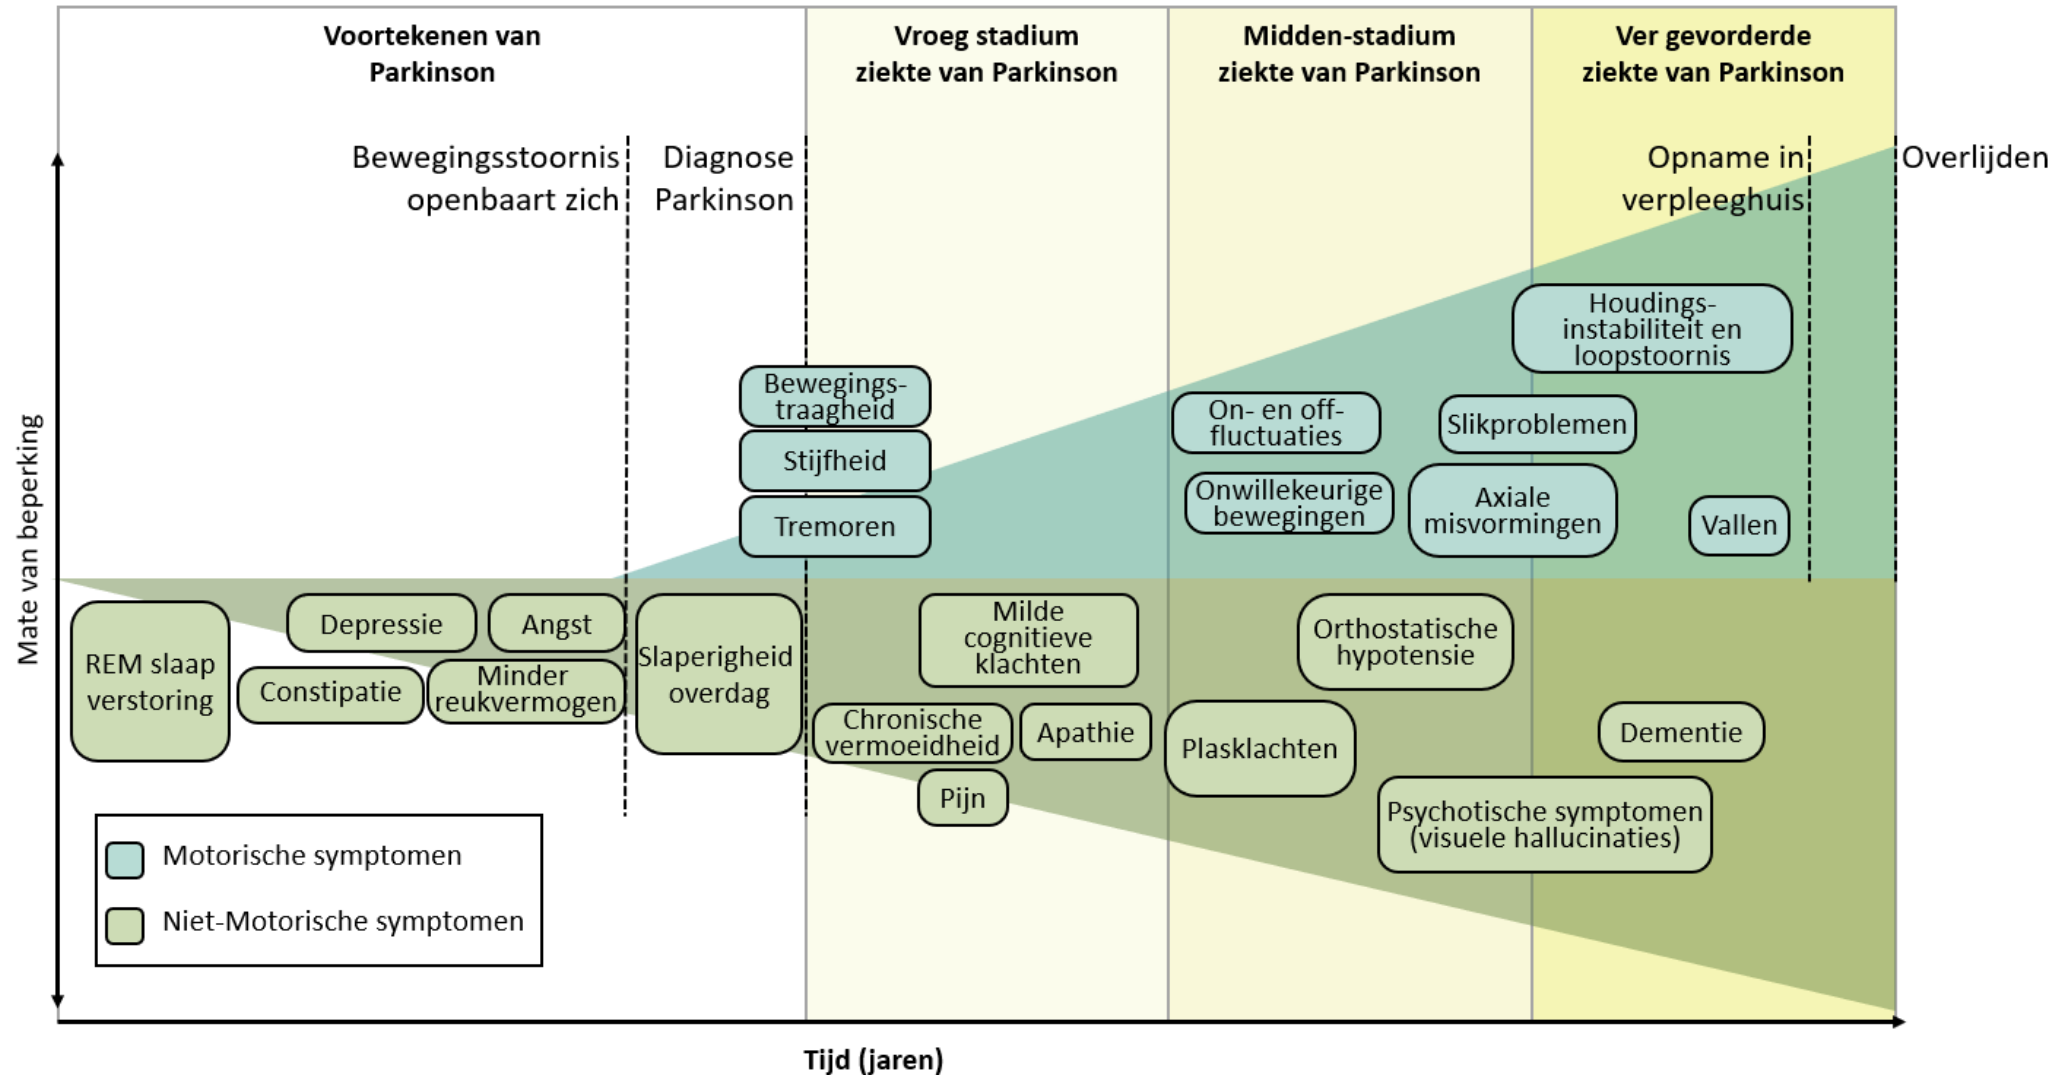 Voortekenen van
Parkinson
Vroeg stadium
ziekte van Parkinson
Midden-stadium
ziekte van Parkinson
Ver gevorderde
ziekte van Parkinson
Bewegingsstoornis
openbaart zich
Diagnose
Parkinson
Opname in
verpleeghuis
Overlijden
Mate van beperking
Houdings-
instabiliteit en
loopstoornis
Bewegings-
traagheid
Stijfheid
Tremoren
On- en off-
fluctuaties
Slikproblemen
Onwillekeurige
bewegingen
Axiale
misvormingen
Vallen
REM slaap
verstoring
Depressie
Angst
Constipatie
Minder
reukvermogen
Slaperigheid
overdag
Milde
cognitieve
klachten
Chronische
vermoeidheid
Apathie
Pijn
Orthostatische
hypotensie
Plasklachten
Dementie
Psychotische symptomen
(visuele hallucinaties)
Motorische symptomen
Niet-Motorische symptomen
Tijd (jaren)